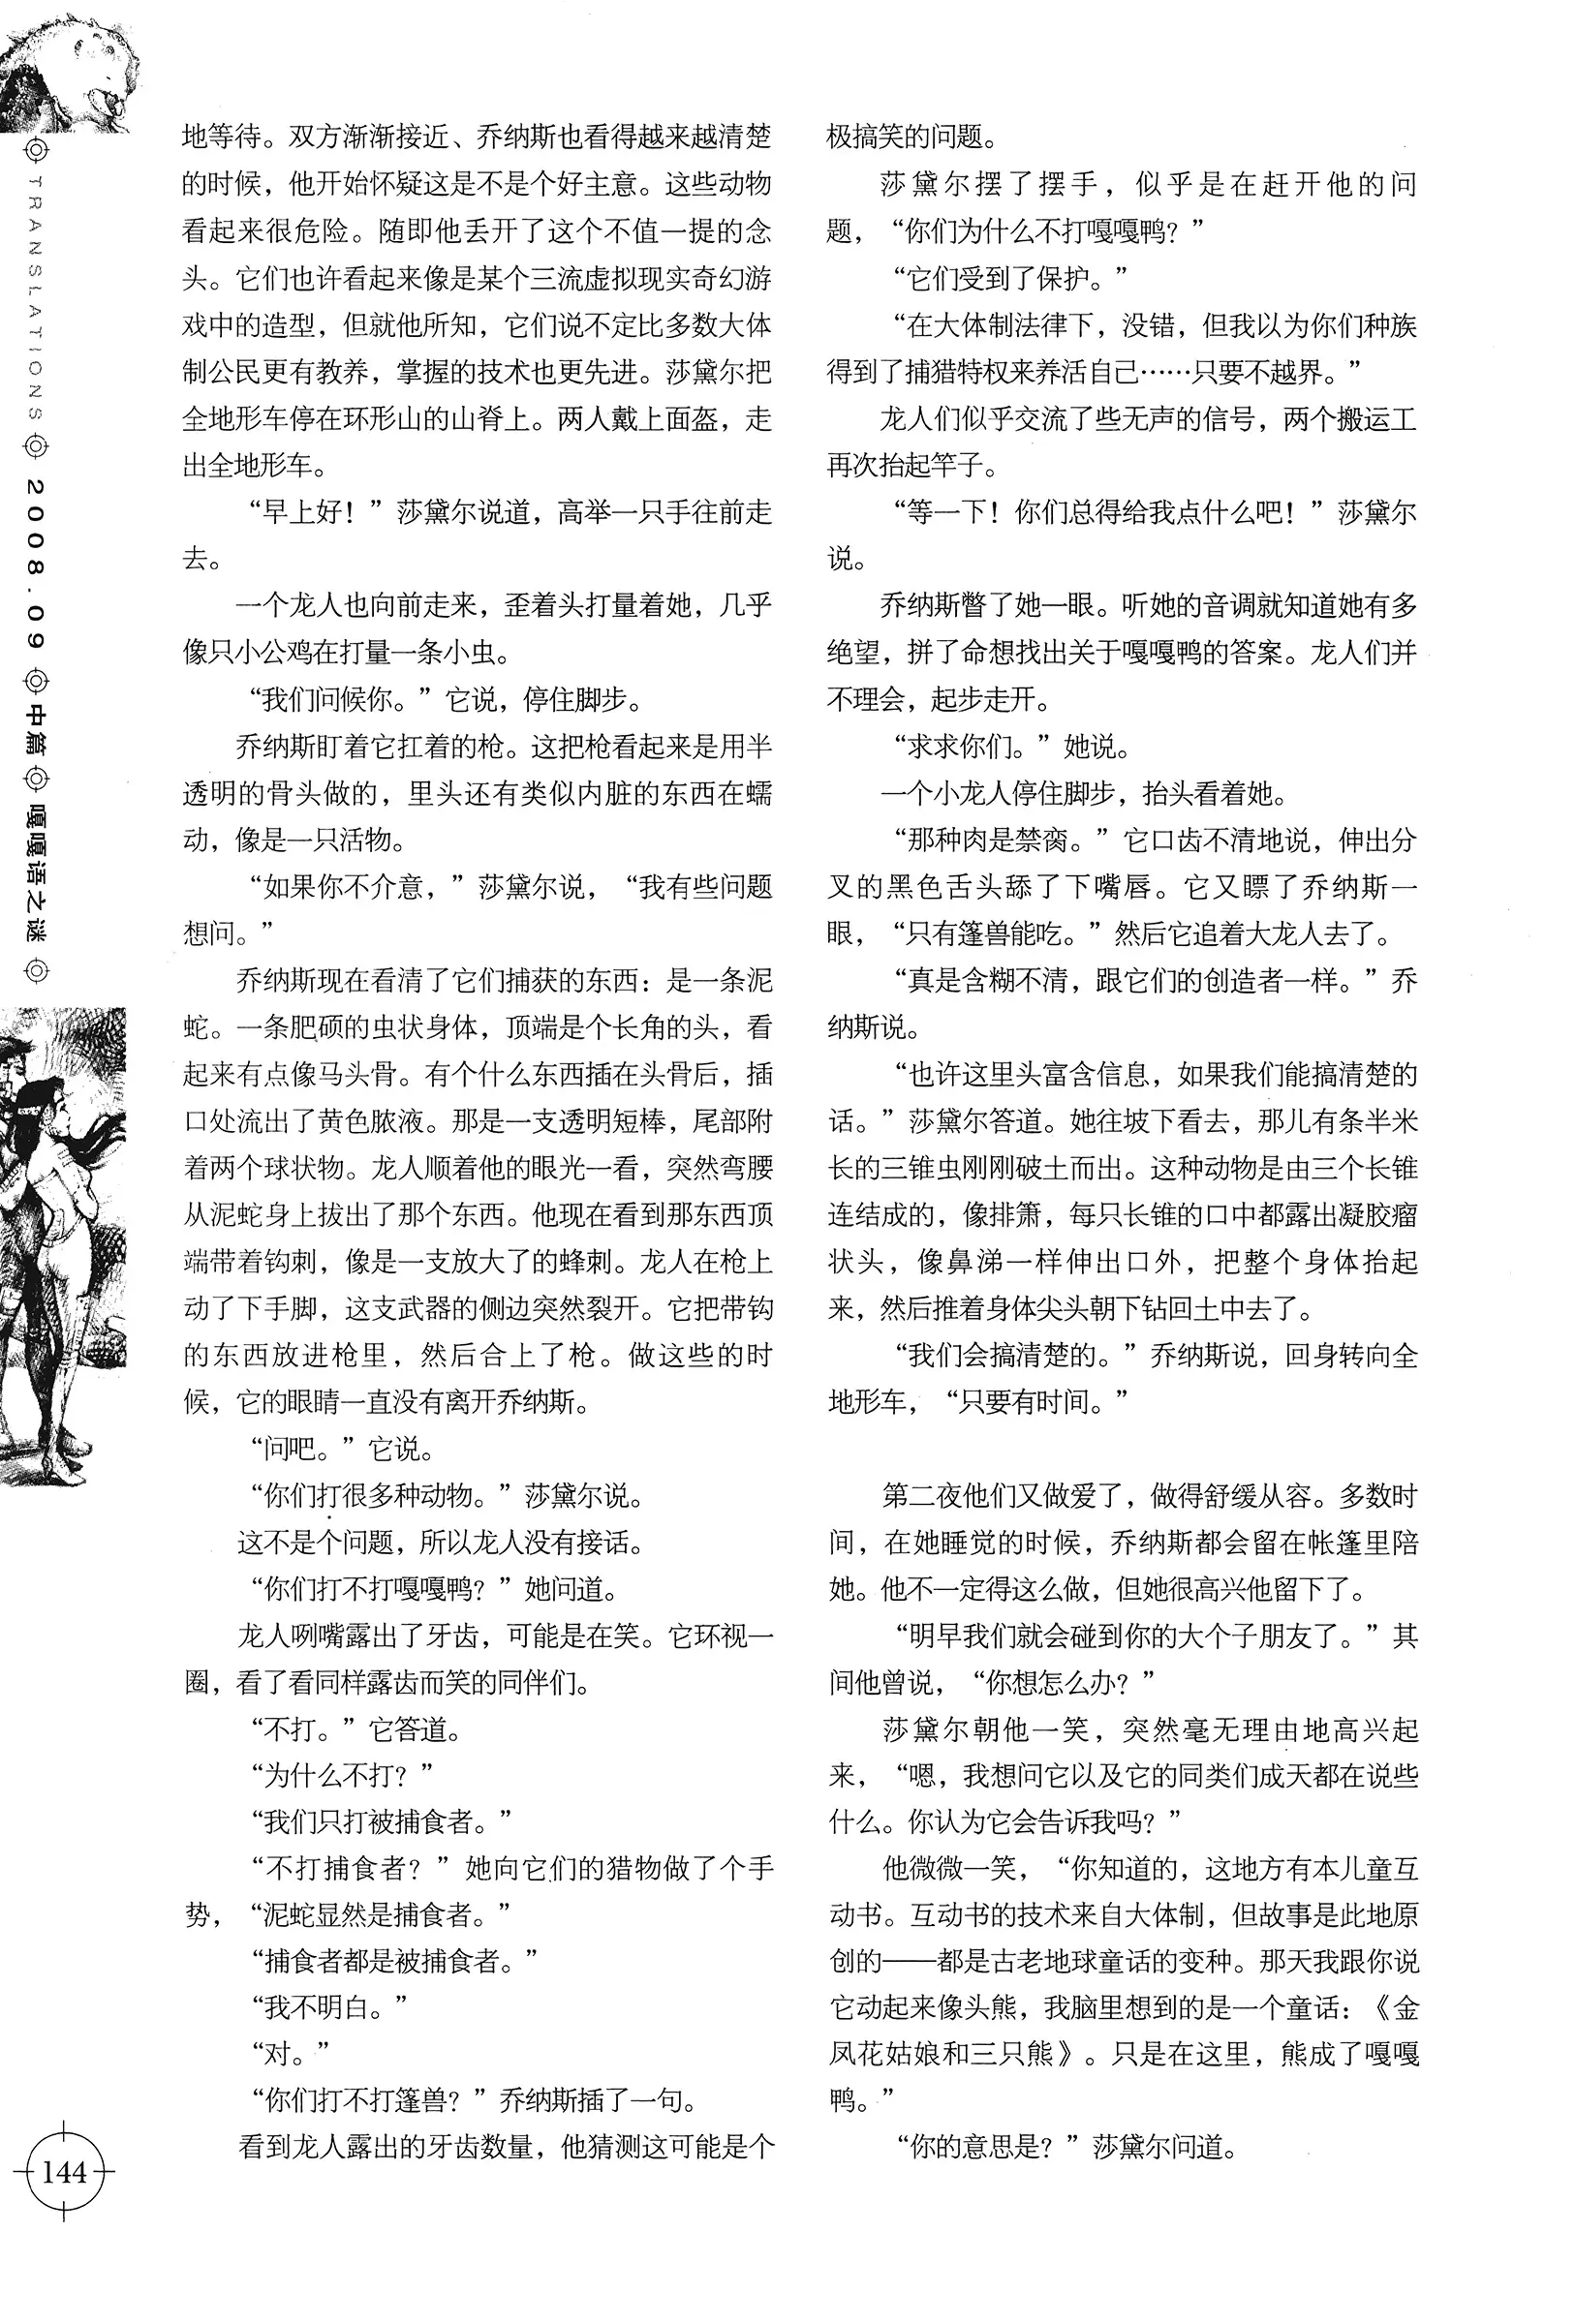 TRANSLATIONS
2008.09
中篇
嘎嘎语之谜
地等待。双方渐渐接近、乔纳斯也看得越来越清楚
的时候，他开始怀疑这是不是个好主意。这些动物
看起来很危险。随即他丢开了这个不值一提的念
头。它们也许看起来像是某个三流虚拟现实奇幻游
戏中的造型，但就他所知，它们说不定比多数大体
制公民更有教养，掌握的技术也更先进。莎黛尔把
全地形车停在环形山的山脊上。两人戴上面盔，走
出全地形车。
“早上好！”莎黛尔说道，高举一只手往前走
去。
一个龙人也向前走来，歪着头打量着她，几乎
像只小公鸡在打量一条小虫。
“我们问候你。”它说，停住脚步。
乔纳斯盯着它扛着的枪。这把枪看起来是用半
透明的骨头做的，里头还有类似内脏的东西在蠕
动，像是一只活物。
“如果你不介意，”莎黛尔说，“我有些问题
想问。”
乔纳斯现在看清了它们捕获的东西：是一条泥
蛇。一条肥硕的虫状身体，顶端是个长角的头，看
起来有点像马头骨。有个什么东西插在头骨后，插
口处流出了黄色脓液。那是一支透明短棒，尾部附
着两个球状物。龙人顺着他的眼光一看，突然弯腰
从泥蛇身上拔出了那个东西。他现在看到那东西顶
端带着钩刺，像是一支放大了的蜂刺。龙人在枪上
动了下手脚，这支武器的侧边突然裂开。它把带钩
的东西放进枪里，然后合上了枪。做这些的时
候，它的眼睛一直没有离开乔纳斯。
“问吧。”它说。
“你们打很多种动物。”莎黛尔说。
这不是个问题，所以龙人没有接话。
“你们打不打嘎嘎鸭？”她问道。
龙人咧嘴露出了牙齿，可能是在笑。它环视一
圈，看了看同样露齿而笑的同伴们。
“不打。”它答道。
“为什么不打？”
“我们只打被捕食者。”
“不打捕食者？”她向它们的猎物做了个手
势，“泥蛇显然是捕食者。”
“捕食者都是被捕食者。”
“我不明白。”
“对。”
“你们打不打篷兽？”乔纳斯插了一句。
看到龙人露出的牙齿数量，他猜测这可能是个
极搞笑的问题。
莎黛尔摆了摆手，似乎是在赶开他的问
题，“你们为什么不打嘎嘎鸭？”
“它们受到了保护。”
“在大体制法律下，没错，但我以为你们种族
得到了捕猎特权来养活自己……只要不越界。”
龙人们似乎交流了些无声的信号，两个搬运工
再次抬起竿子。
“等一下！你们总得给我点什么吧！”莎黛尔
说。
乔纳斯瞥了她一眼。听她的音调就知道她有多
绝望，拼了命想找出关于嘎嘎鸭的答案。龙人们并
不理会，起步走开。
“求求你们。”她说。
一个小龙人停住脚步，抬头看着她。
“那种肉是禁脔。”它口齿不清地说，伸出分
叉的黑色舌头舔了下嘴唇。它又瞟了乔纳斯一
眼，“只有篷兽能吃。”然后它追着大龙人去了。
“真是含糊不清，跟它们的创造者一样。”乔
纳斯说。
“也许这里头富含信息，如果我们能搞清楚的
话。”莎黛尔答道。她往坡下看去，那儿有条半米
长的三锥虫刚刚破土而出。这种动物是由三个长锥
连结成的，像排箫，每只长锥的口中都露出凝胶瘤
状头，像鼻涕一样伸出口外，把整个身体抬起
来，然后推着身体尖头朝下钻回土中去了。
“我们会搞清楚的。”乔纳斯说，回身转向全
地形车，“只要有时间。”
第二夜他们又做爱了，做得舒缓从容。多数时
间，在她睡觉的时候，乔纳斯都会留在帐篷里陪
她。他不一定得这么做，但她很高兴他留下了。
“明早我们就会碰到你的大个子朋友了。”其
间他曾说，“你想怎么办？”
莎黛尔朝他一笑，突然毫无理由地高兴起
来，“嗯，我想问它以及它的同类们成天都在说些
什么。你认为它会告诉我吗？”
他微微一笑，“你知道的，这地方有本儿童互
动书。互动书的技术来自大体制，但故事是此地原
创的——都是古老地球童话的变种。那天我跟你说
它动起来像头熊，我脑里想到的是一个童话：《金
凤花姑娘和三只熊》。只是在这里，熊成了嘎嘎
鸭。”
“你的意思是？”莎黛尔问道。
144